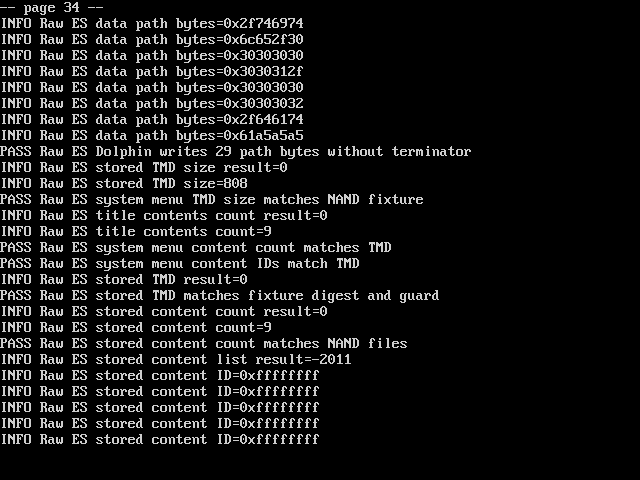 -- page 34 --
INFO Raw ES data path bytes=0x2f746974
INFO Raw ES data path bytes=0x6c652f30
INFO Raw ES data path bytes=0x30303030
INFO Raw ES data path bytes=0x3030312f
INFO Raw ES data path bytes=0x30303030
INFO Raw ES data path bytes=0x30303032
INFO Raw ES data path bytes=0x2f646174
INFO Raw ES data path bytes=0x61a5a5a5
PASS Raw ES Dolphin writes 29 path bytes without terminator
INFO Raw ES stored TMD size result=0
INFO Raw ES stored TMD size=808
PASS Raw ES system menu TMD size matches NAND fixture
INFO Raw ES title contents count result=0
INFO Raw ES title contents count=9
PASS Raw ES system menu content count matches TMD
PASS Raw ES system menu content IDs match TMD
INFO Raw ES stored TMD result=0
PASS Raw ES stored TMD matches fixture digest and guard
INFO Raw ES stored content count result=0
INFO Raw ES stored content count=9
PASS Raw ES stored content count matches NAND files
INFO Raw ES stored content list result=-2011
INFO Raw ES stored content ID=0xffffffff
INFO Raw ES stored content ID=0xffffffff
INFO Raw ES stored content ID=0xffffffff
INFO Raw ES stored content ID=0xffffffff
INFO Raw ES stored content ID=0xffffffff